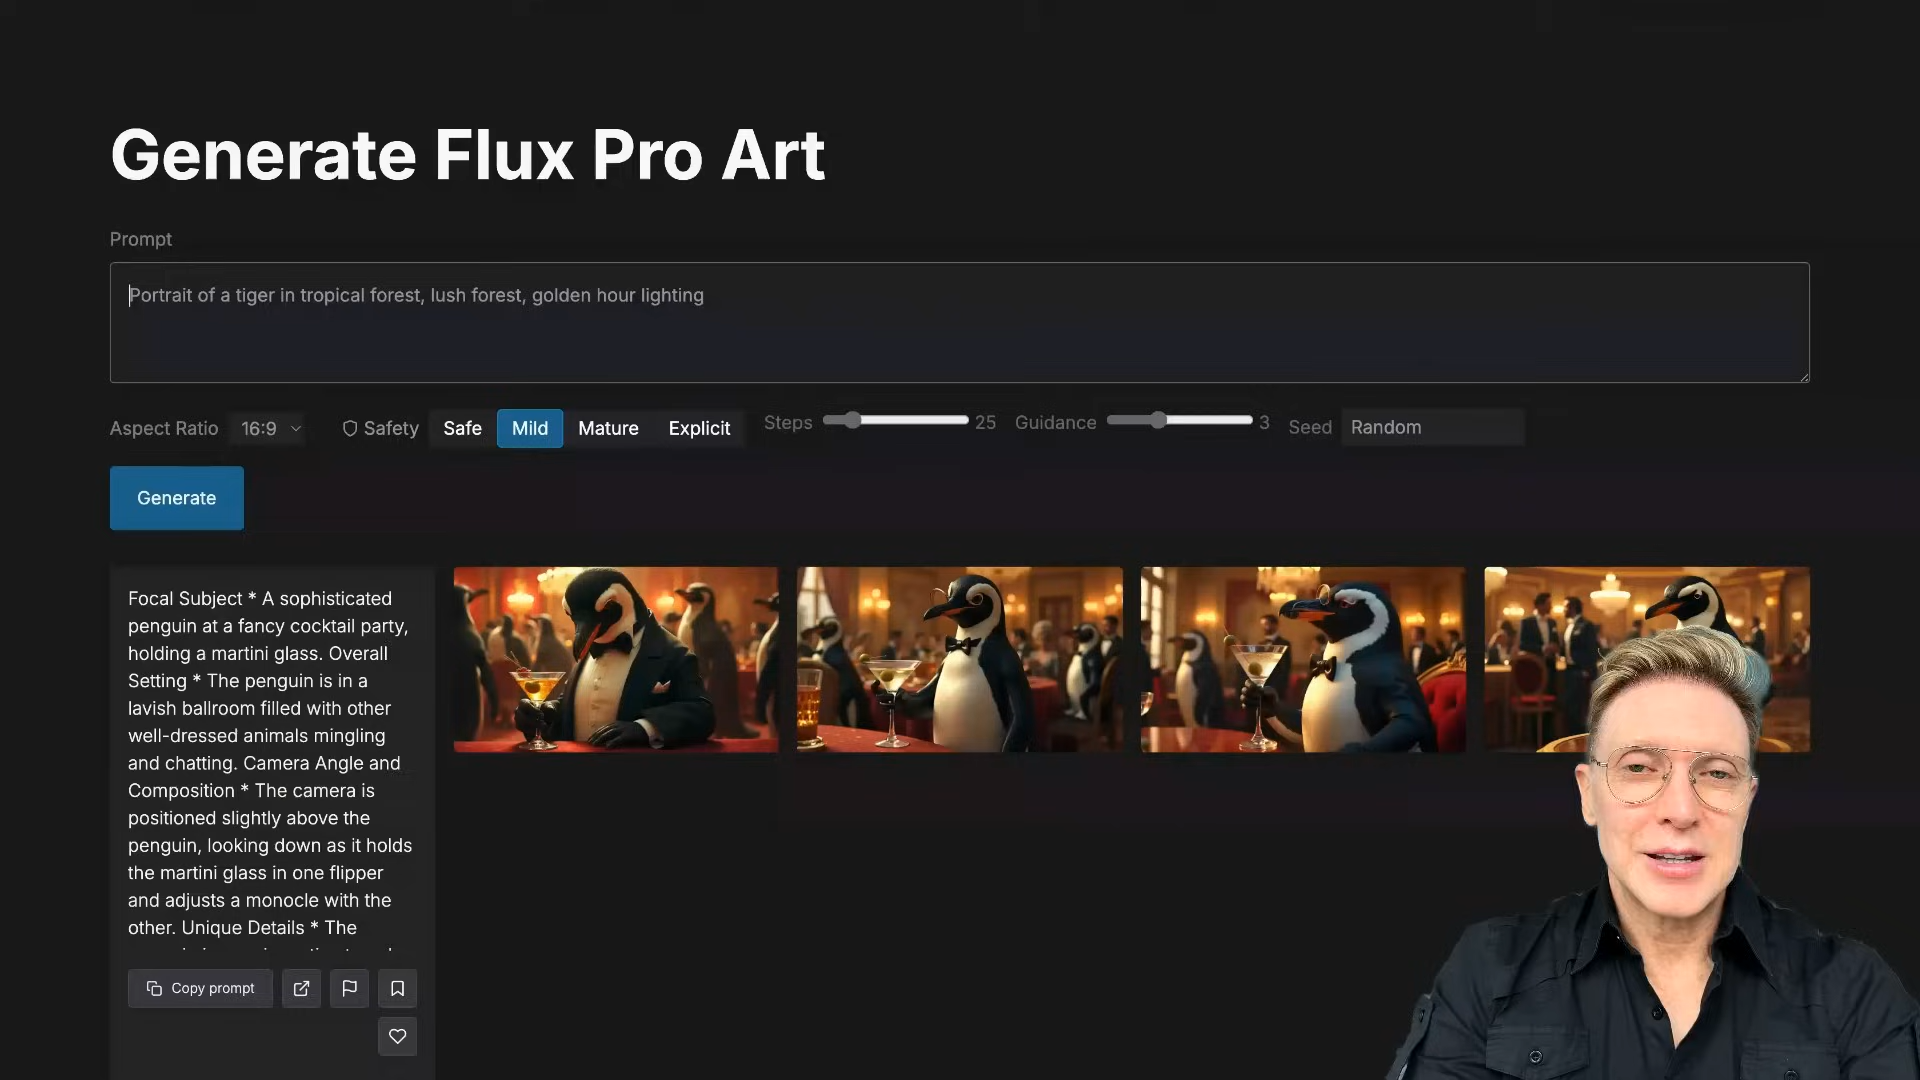 Generate Flux Pro Art
Prompt
Portrait of a tiger in tropical forest, lush forest, golden hour lighting
Aspect Ratio 16:9 Safety Safe Mild Mature Explicit Steps 25 Guidance 3 Seed Random
Generate
Focal Subject * A sophisticated
penguin at a fancy cocktail party,
holding a martini glass. Overall
Setting * The penguin is in a
lavish ballroom filled with other
well-dressed animals mingling
and chatting. Camera Angle and
Composition * The camera is
positioned slightly above the
penguin, looking down as it holds
the martini glass in one flipper
and adjusts a monocle with the
other. Unique Details * The
Copy prompt